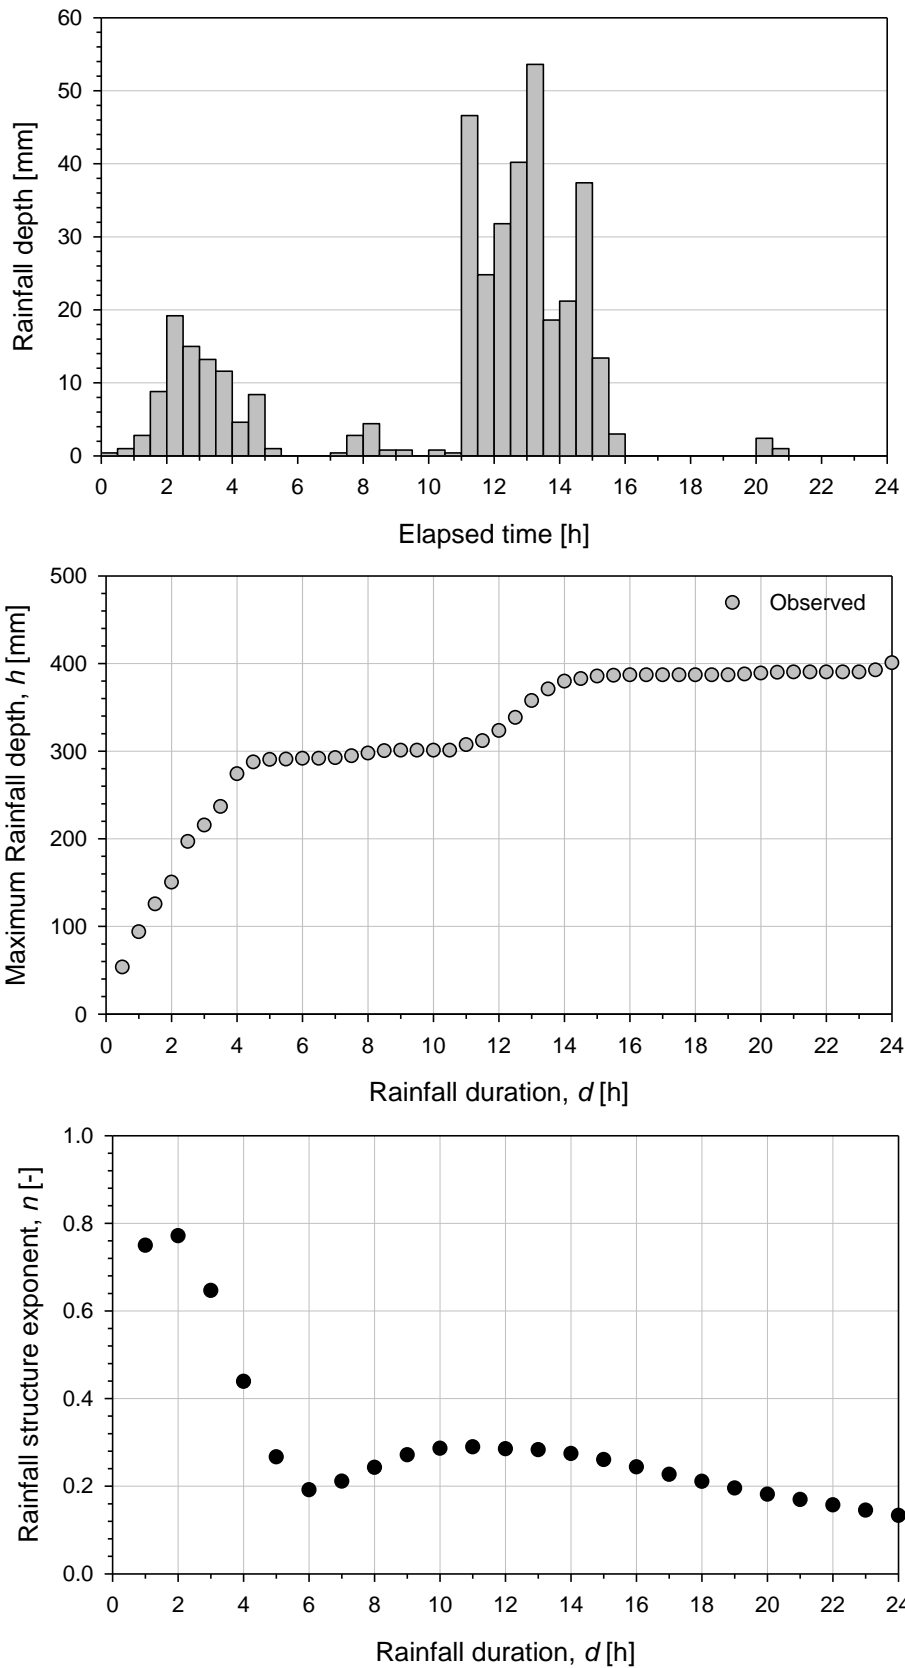 60
50
40
30
20
10
0
Rainfall depth [mm]
0 2 4 6 8 10 12 14 16 18 20 22 24
Elapsed time [h]
500
400
300
200
100
0
Maximum Rainfall depth, h [mm]
Observed
0 2 4 6 8 10 12 14 16 18 20 22 24
Rainfall duration, d [h]
1.0
0.8
0.6
0.4
0.2
0.0
Rainfall structure exponent, n [-]
0 2 4 6 8 10 12 14 16 18 20 22 24
Rainfall duration, d [h]